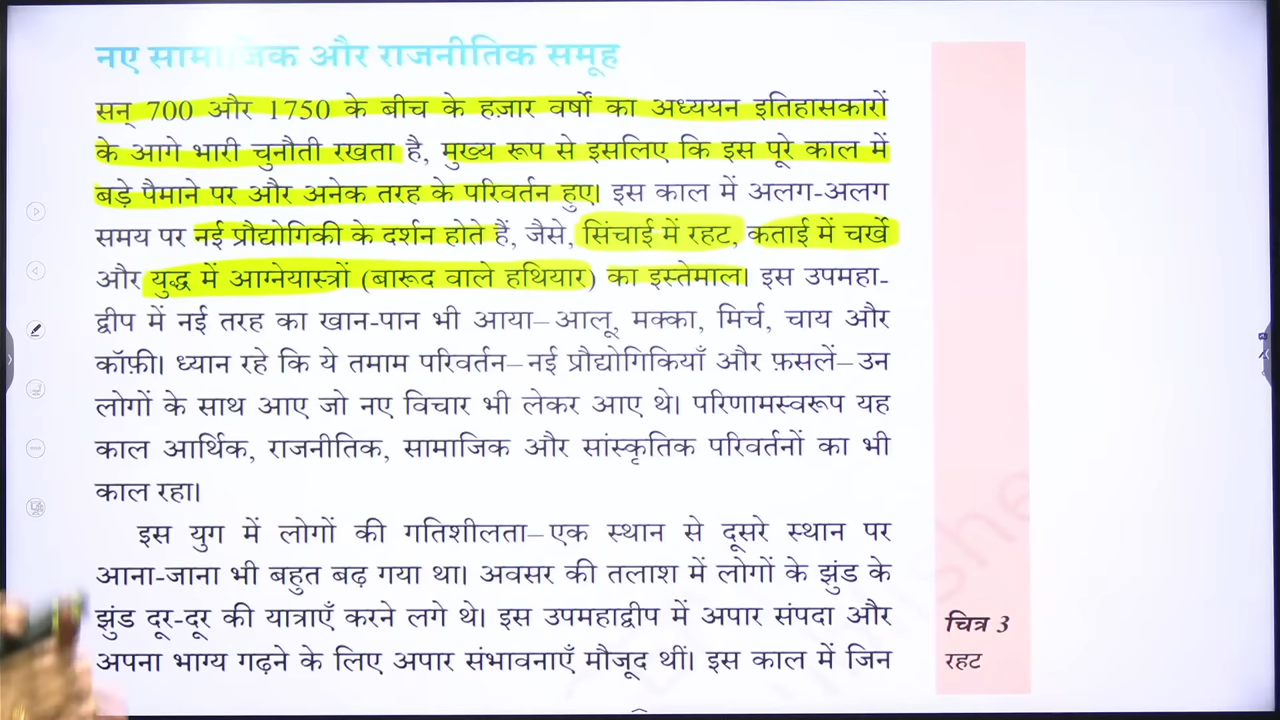 नए सामाजिक और राजनीतिक समूह
सन् 700 और 1750 के बीच के हज़ार वर्षों का अध्ययन इतिहासकारों
के आगे भारी चुनौती रखता है, मुख्य रूप से इसलिए कि इस पूरे काल में
बड़े पैमाने पर और अनेक तरह के परिवर्तन हुए। इस काल में अलग-अलग
समय पर नई प्रौद्योगिकी के दर्शन होते हैं, जैसे, सिंचाई में रहट, कताई में चर्खे
और युद्ध में आग्नेयास्त्रों (बारूद वाले हथियार) का इस्तेमाल। इस उपमहा-
द्वीप में नई तरह का खान-पान भी आया–आलू, मक्का, मिर्च, चाय और
कॉफ़ी। ध्यान रहे कि ये तमाम परिवर्तन–नई प्रौद्योगिकियाँ और फ़सलें–उन
लोगों के साथ आए जो नए विचार भी लेकर आए थे। परिणामस्वरूप यह
काल आर्थिक, राजनीतिक, सामाजिक और सांस्कृतिक परिवर्तनों का भी
काल रहा।
इस युग में लोगों की गतिशीलता–एक स्थान से दूसरे स्थान पर
आना-जाना भी बहुत बढ़ गया था। अवसर की तलाश में लोगों के झुंड के
झुंड दूर-दूर की यात्राएँ करने लगे थे। इस उपमहाद्वीप में अपार संपदा और
अपना भाग्य गढ़ने के लिए अपार संभावनाएँ मौजूद थीं। इस काल में जिन
चित्र 3
रहट